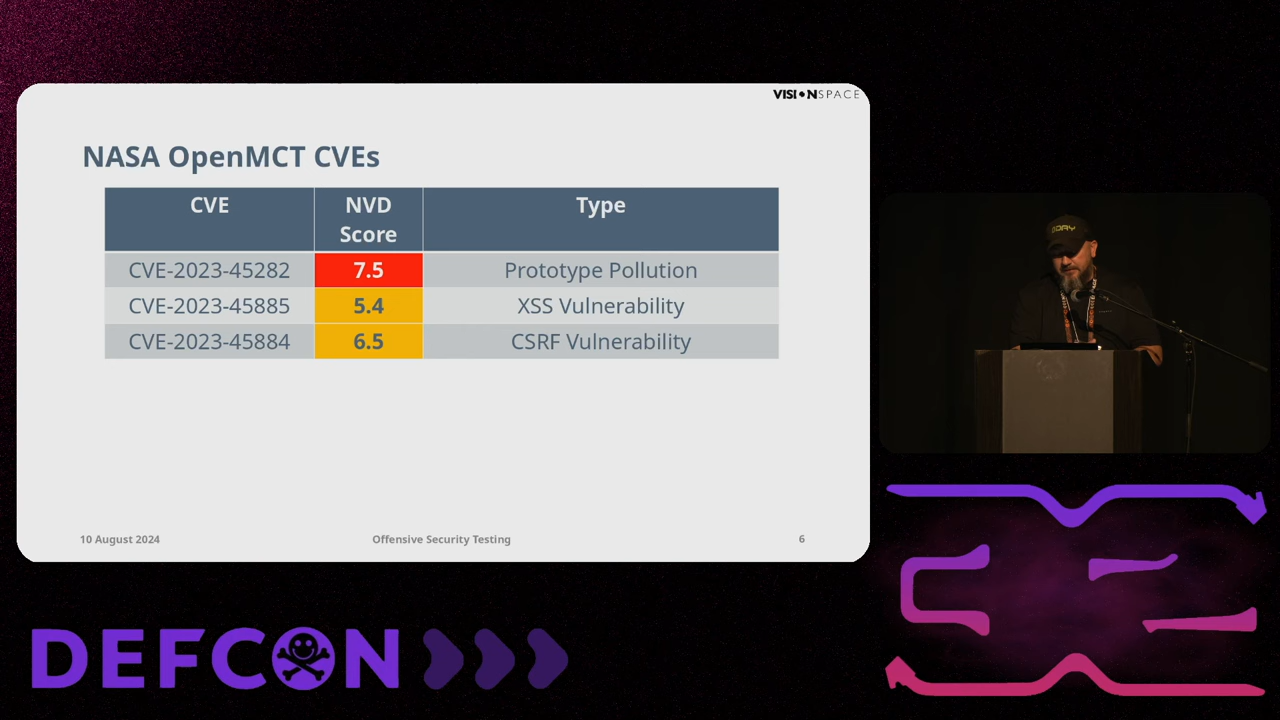 VISIONSPACE
NASA OpenMCT CVEs
CVE NVD Score Type
CVE-2023-45282 7.5 Prototype Pollution
CVE-2023-45885 5.4 XSS Vulnerability
CVE-2023-45884 6.5 CSRF Vulnerability
10 August 2024 Offensive Security Testing 6
DEFCON